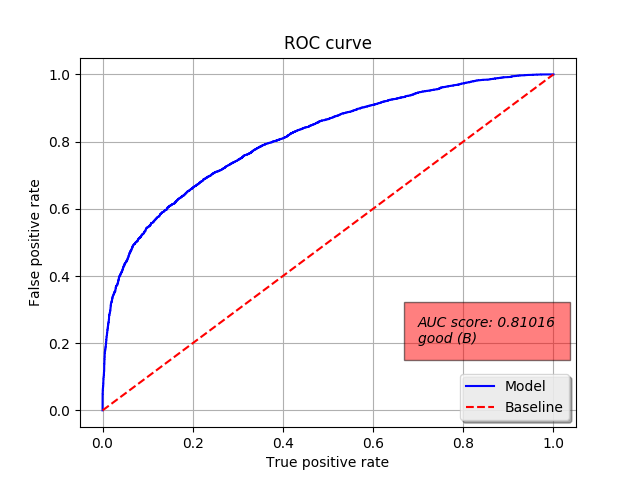 ROC curve
1.0
0.8
0.6
0.4
0.2
0.0
False positive rate
AUC score: 0.81016
good (B)
Model
Baseline
0.0 0.2 0.4 0.6 0.8 1.0
True positive rate